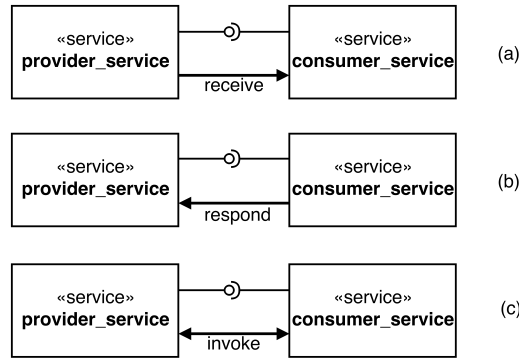 «service» «service»
provider_service consumer_service (a)
receive
«service» «service»
provider_service consumer_service (b)
respond
«service» «service»
provider_service consumer_service (c)
invoke